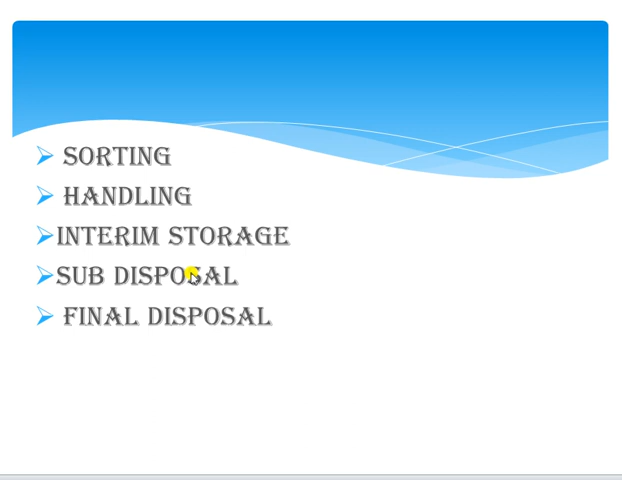 SORTING
HANDLING
INTERIM STORAGE
SUB DISPOSAL
FINAL DISPOSAL